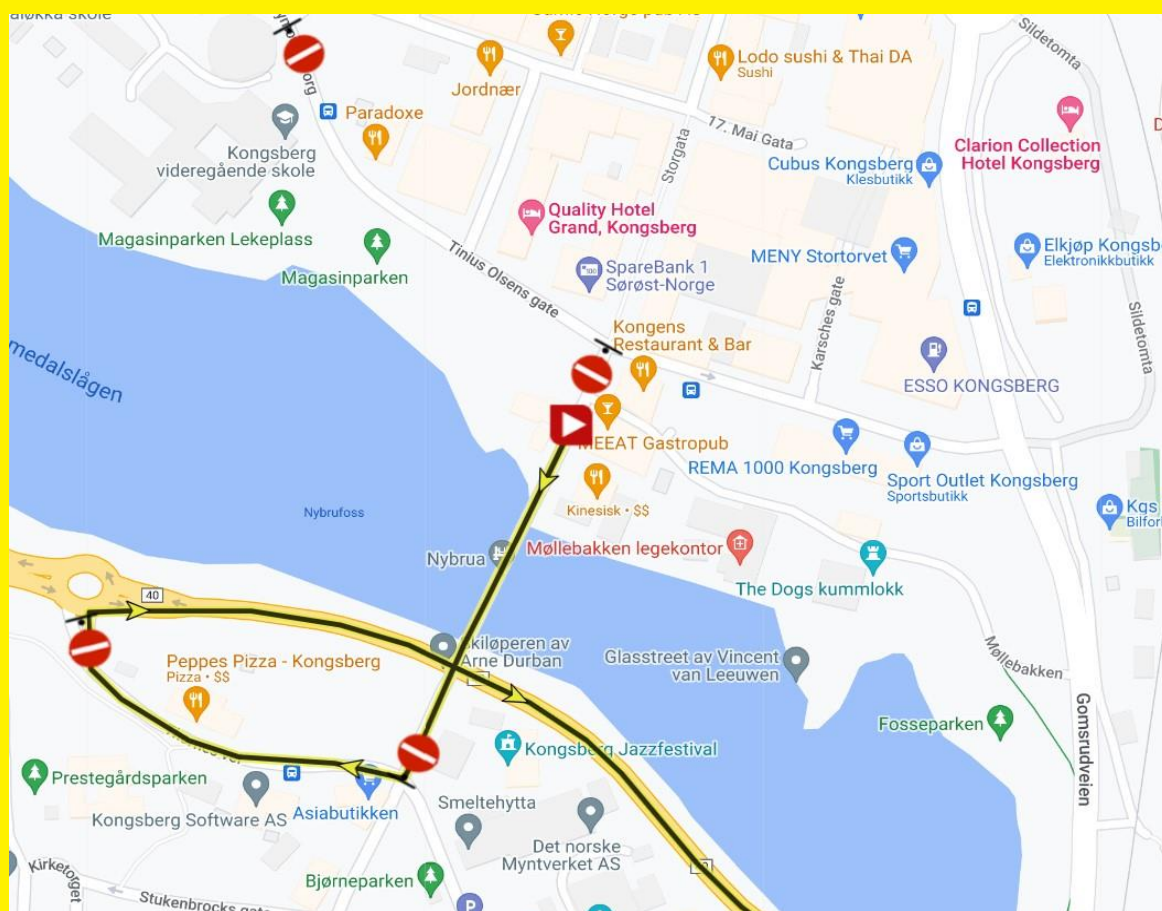 Lodo sushi & Thai DA
Sushi
Jordnær
Sildetomta
Paradoxe
17. Mai Gata
Clarion Collection
Hotel Kongsberg
Kongsberg
videregående skole
Storgata
Cubus Kongsberg
Klesbutikk
Quality Hotel
Grand, Kongsberg
Magasinparken Lekeplass
Magasinparken
Tinius Olsens gate
MENY Stortorvet
Elkjøp Kongsbe
Elektronikkbutikk
SpareBank 1
Sørøst-Norge
Sildetomta
Karsches gate
Kongens
Restaurant & Bar
medalslågen
ESSO KONGSBERG
MEEAT Gastropub
REMA 1000 Kongsberg
Sport Outlet Kongsberg
Sportsbutikk
Kinesisk • $$
Kgs
Bilfor
Nybrufoss
Nybrua
Møllebakken legekontor
The Dogs kummlokk
40
Skiløperen av
Arne Durban
Glasstreet av Vincent
van Leeuwen
Møllebakken
Peppes Pizza - Kongsberg
Pizza • $$
Gomsrudveien
Fosseparken
Kongsberg Jazzfestival
Prestegårdsparken
Kongsberg Software AS
Asiabutikken
Smeltehytta
Det norske
Myntverket AS
Kirketorget
Bjørneparken
Stukenbrocks gate
P